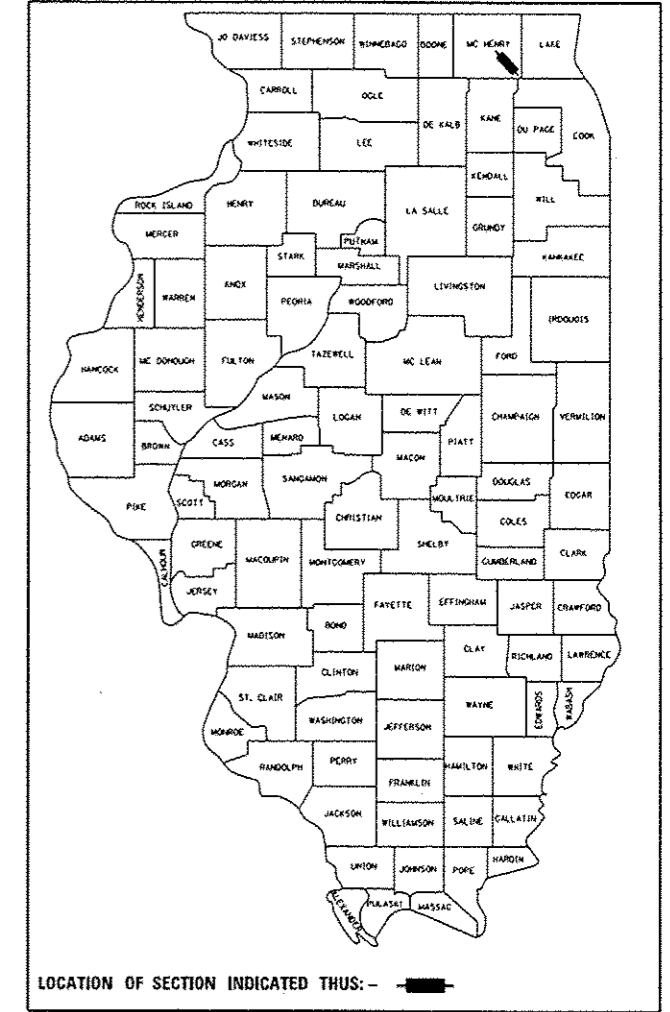 JO DAVIESS STEPHENSON WINNEBAGO BOONE MC HENRY LAKE
CARROLL OGLE
DE KALB KANE DU PAGE COOK
WHITESIDE LEE
KENDALL WILL
ROCK ISLAND HENRY BUREAU LA SALLE
MERCER PUTNAM GRUNDY
STARK MARSHALL KANKAKEE
HENDERSON WARREN KNOX PEORIA WOODFORD LIVINGSTON
IROQUOIS
HANCOCK MC DONOUGH FULTON TAZEWELL MC LEAN FORD
SCHUYLER MASON
ADAMS BROWN CASS MENARD LOGAN DE WITT CHAMPAIGN VERMILION
MACON PIATT
PIKE SCOTT MORGAN SANGAMON DOUGLAS
CHRISTIAN MOULTRIE COLES EDGAR
CALHOUN GREENE MACOUPIN MONTGOMERY SHELBY
CUMBERLAND CLARK
JERSEY
FAYETTE EFFINGHAM JASPER CRAWFORD
MADISON BOND
CLAY RICHLAND LAWRENCE
CLINTON MARION
ST. CLAIR
WAYNE EDWARDS WABASH
WASHINGTON JEFFERSON
MONROE
RANDOLPH PERRY HAMILTON WHITE
FRANKLIN
JACKSON WILLIAMSON SALINE GALLATIN
UNION JOHNSON POPE HARDIN
ALEXANDER PULASKI MASSAC
LOCATION OF SECTION INDICATED THUS: -